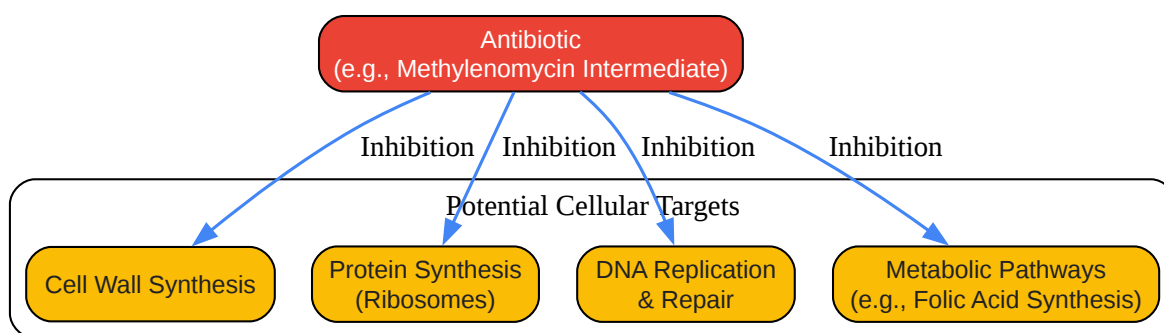 Antibiotic
(e.g., Methylenomycin Intermediate)
Inhibition
Inhibition
Inhibition
Inhibition
Potential Cellular Targets
Cell Wall Synthesis
Protein Synthesis
(Ribosomes)
DNA Replication
& Repair
Metabolic Pathways
(e.g., Folic Acid Synthesis)